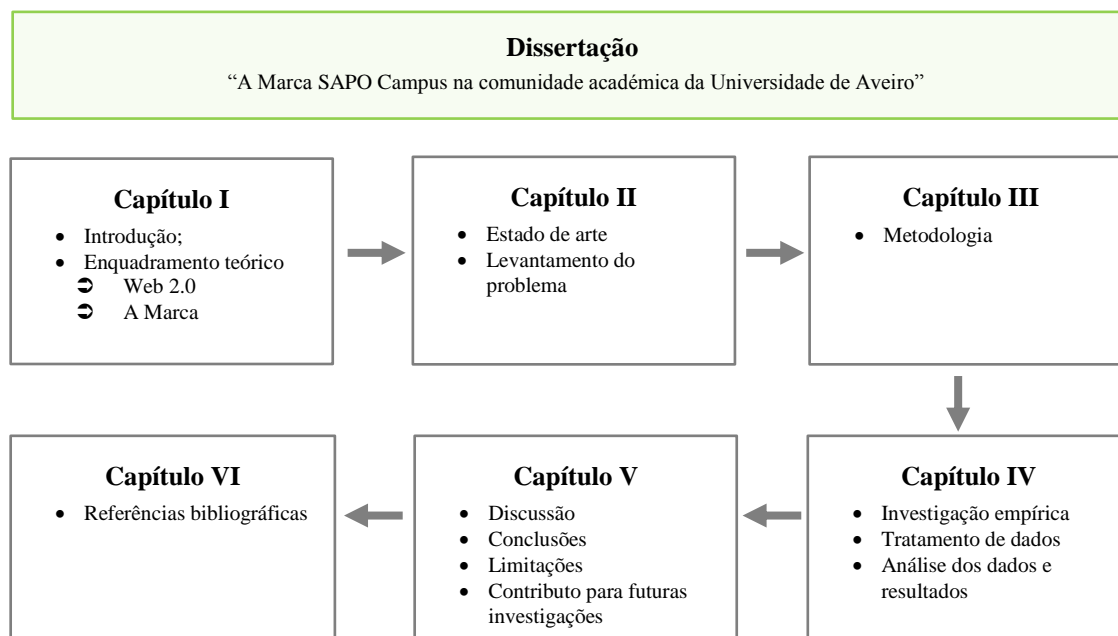 Dissertação
“A Marca SAPO Campus na comunidade académica da Universidade de Aveiro”
Capítulo I
• Introdução;
• Enquadramento teórico
➲ Web 2.0
➲ A Marca
Capítulo II
• Estado de arte
• Levantamento do
problema
Capítulo III
• Metodologia
Capítulo IV
• Investigação empírica
• Tratamento de dados
• Análise dos dados e
resultados
Capítulo V
• Discussão
• Conclusões
• Limitações
• Contributo para futuras
investigações
Capítulo VI
• Referências bibliográficas